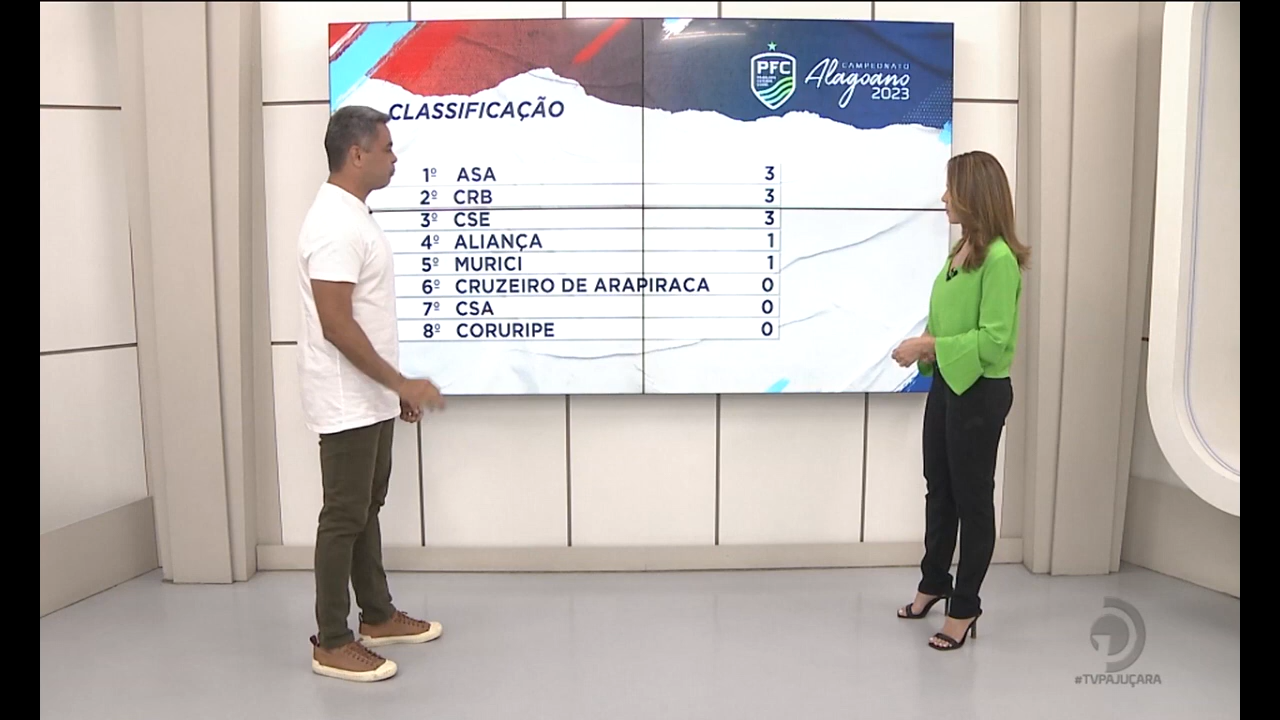 PFC
CAMPEONATO
Alagoano
2023
CLASSIFICAÇÃO
1º ASA 3
2º CRB 3
3º CSE 3
4º ALIANÇA 1
5º MURICI 1
6º CRUZEIRO DE ARAPIRACA 0
7º CSA 0
8º CORURIPE 0
#TVPAJUÇARA